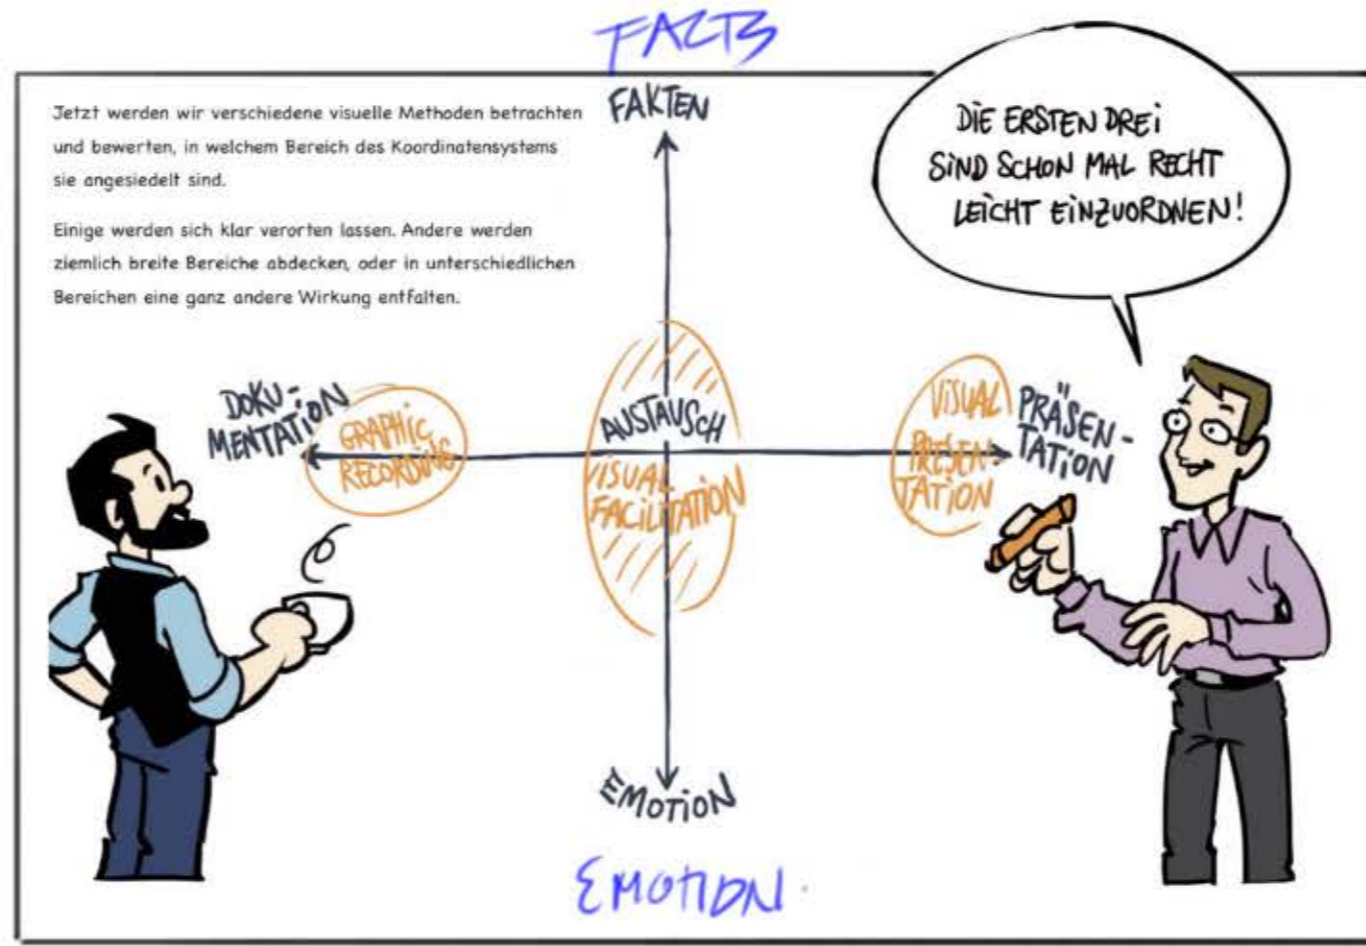 FACTS
FAKTEN
Jetzt werden wir verschiedene visuelle Methoden betrachten
und bewerten, in welchem Bereich des Koordinatensystems
sie angesiedelt sind.
Einige werden sich klar verorten lassen. Andere werden
ziemlich breite Bereiche abdecken, oder in unterschiedlichen
Bereichen eine ganz andere Wirkung entfalten.
DIE ERSTEN DREI
SIND SCHON MAL RECHT
LEICHT EINZUORDNEN!
DOKU-
MENTATION
GRAPHIC
RECORDING
AUSTAUSCH
VISUAL
FACILITATION
VISUAL
PRESEN-
TATION
PRÄSEN-
TATION
EMOTION
EMOTION